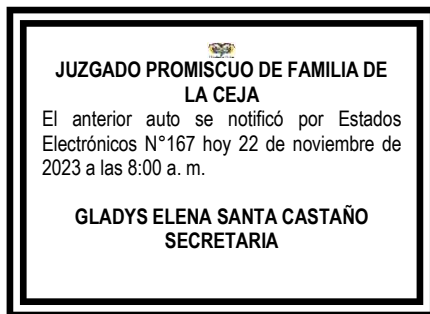 JUZGADO PROMISCUO DE FAMILIA DE
LA CEJA
El anterior auto se notificó por Estados
Electrónicos N°167 hoy 22 de noviembre de
2023 a las 8:00 a. m.
GLADYS ELENA SANTA CASTAÑO
SECRETARIA